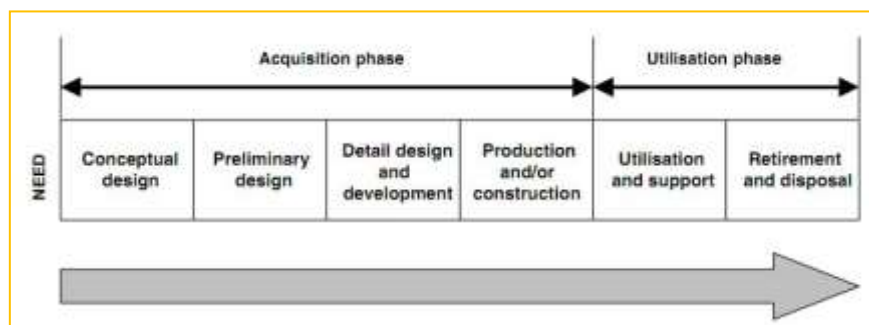 Acquisition phase
Utilisation phase
NEED
Conceptual
design
Preliminary
design
Detail design
and
development
Production
and/or
construction
Utilisation
and support
Retirement
and disposal